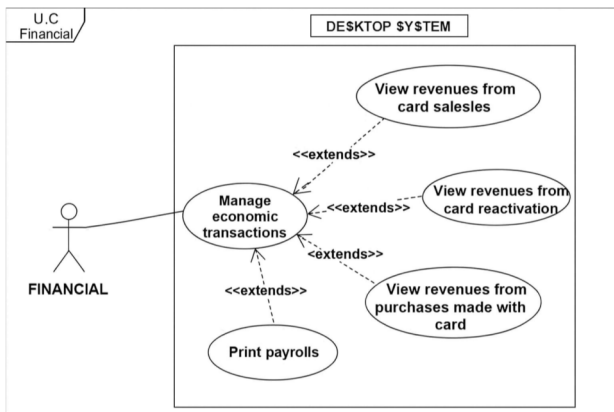 U.C
Financial
DE$KTOP $Y$TEM
View revenues from
card salesles
<<extends>>
Manage
economic
transactions
<<extends>>
View revenues from
card reactivation
<extends>>
FINANCIAL
<<extends>>
View revenues from
purchases made with
card
Print payrolls